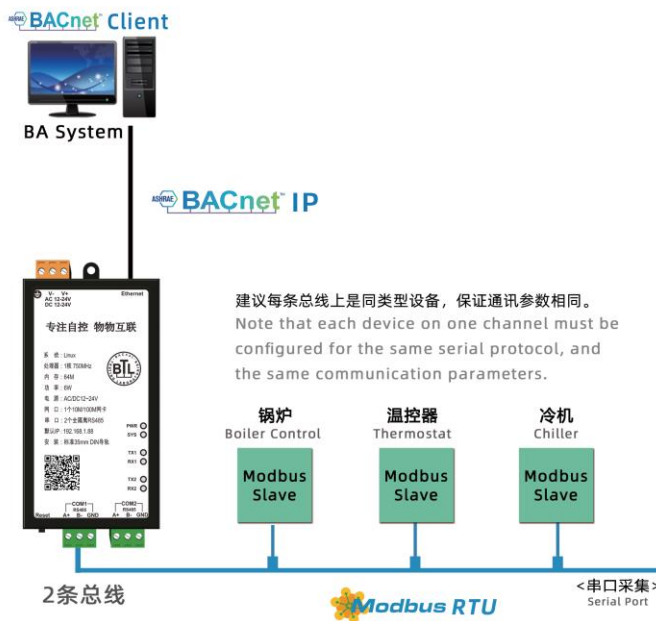 ASHRAE BACnet™ Client
BA System
ASHRAE BACnet™ IP
V- V+
AC 12-24V
DC 12-24V
Ethernet
专注自控 物物互联
系 统：Linux
处理器：1核 750MHz
内 存：64M
功 率：6W
电 源：AC/DC12~24V
网 口：1个10M/100M网卡
串 口：2个全隔离RS485
默认IP：192.168.1.88
安 装：标准35mm DIN导轨
BTL
PWR
SYS
TX1
RX1
TX2
RX2
COM1
RS485
COM2
RS485
Reset A+ B- GND A+ B- GND
2条总线
建议每条总线上是同类型设备，保证通讯参数相同。
Note that each device on one channel must be
configured for the same serial protocol, and
the same communication parameters.
锅炉
Boiler Control
温控器
Thermostat
冷机
Chiller
Modbus
Slave
Modbus
Slave
Modbus
Slave
Modbus RTU
<串口采集>
Serial Port